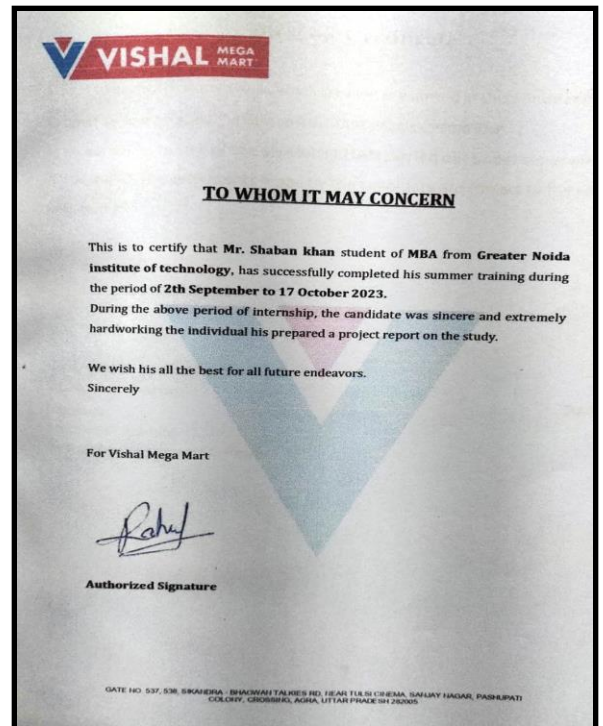 VISHAL MEGA MART
TO WHOM IT MAY CONCERN
This is to certify that Mr. Shaban khan student of MBA from Greater Noida
institute of technology, has successfully completed his summer training during
the period of 2th September to 17 October 2023.
During the above period of internship, the candidate was sincere and extremely
hardworking the individual his prepared a project report on the study.
We wish his all the best for all future endeavors.
Sincerely
For Vishal Mega Mart
Rahul
Authorized Signature
GATE NO. 537, 538, SIKANDRA - BHAGWAN TALKIES RD, NEAR TULSI CINEMA, SANJAY NAGAR, PASHUPATI
COLONY, CROSSING, AGRA, UTTAR PRADESH 282005